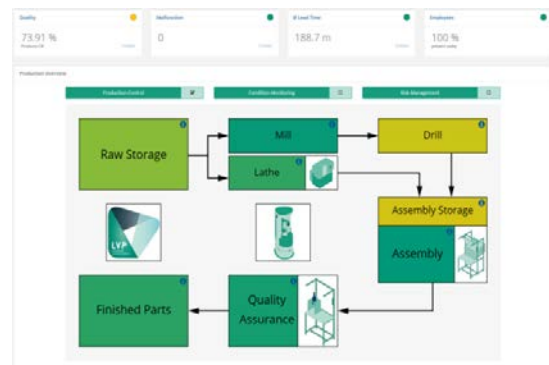 Quality
Malfunction
Ø Lead Time
Employees
73.91 %
0
188.7 m
100 %
Production Overview
Production Control
Condition Monitoring
Risk Management
Raw Storage
Mill
Drill
Lathe
Assembly Storage
LVP
Assembly
Finished Parts
Quality
Assurance